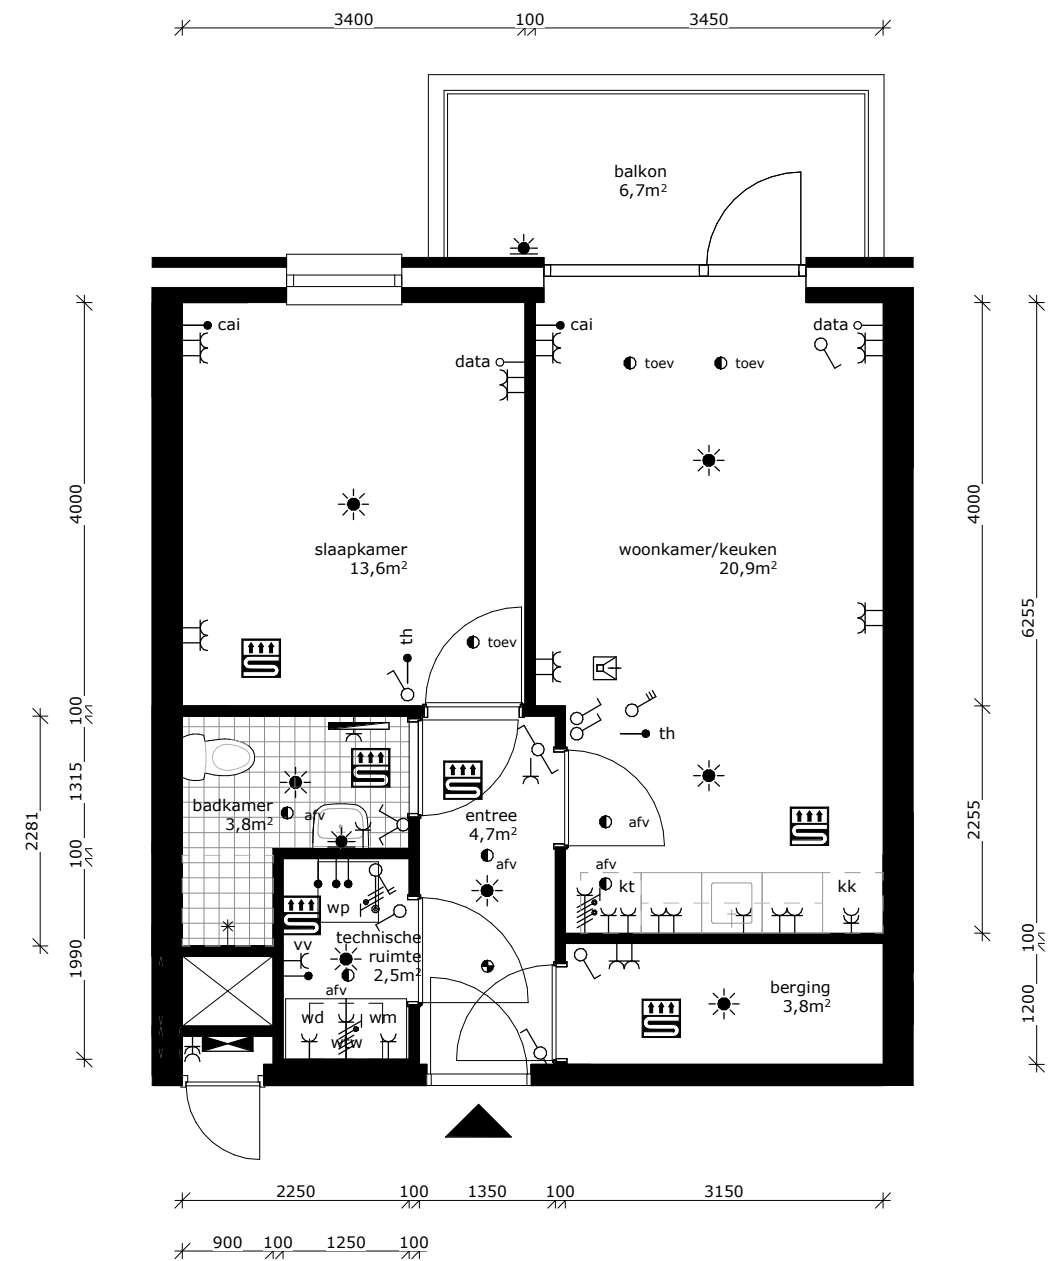 3400
100
3450
balkon
6,7m²
cai
cai
data
data
toev
toev
4000
4000
6255
slaapkamer
13,6m²
woonkamer/keuken
20,9m²
th
toev
100
th
1315
2281
badkamer
3,8m²
afv
entree
4,7m²
afv
afv
2255
100
afv
kt
kk
wp
technische
ruimte
2,5m²
vv
afv
wd
wm
wtw
1990
berging
3,8m²
100
1200
2250
100
1350
100
3150
900
100
1250
100